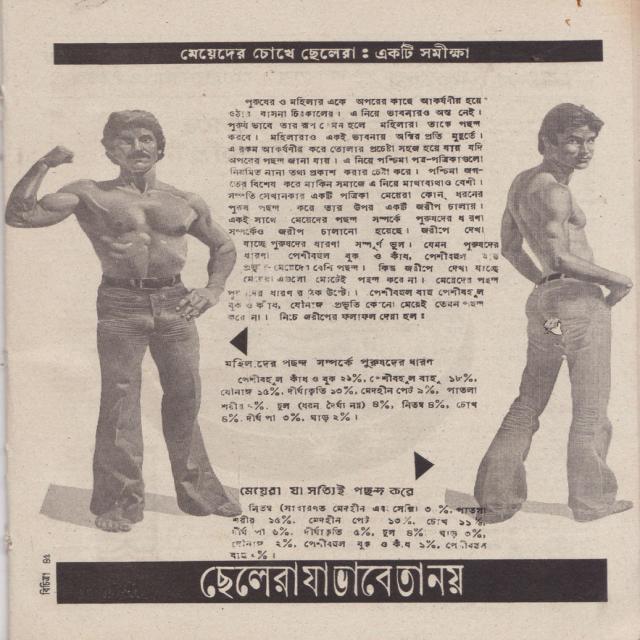 মেয়েদের চোখে ছেলেরা : একটি সমীক্ষা
পুরুষের ও মহিলার একে অপরের কাছে আকর্ষণীয় হয়ে
ওঠার বাসনা চিরকালের। এ নিয়ে ভাবনারও অন্ত নেই।
পুরুষ ভাবে তার রূপ কেমন হলে মহিলারা তাকে পছন্দ
করবে। মহিলারাও একই ভাবনায় অস্থির প্রতি মুহূর্তে।
এ রকম আকর্ষণীয় করে তোলার প্রচেষ্টা সহজ হয়ে যায় যদি
অপরের পছন্দ জানা যায়। এ নিয়ে পশ্চিমা পত্র-পত্রিকাগুলো
নিয়মিত নানা তথ্য প্রকাশ করার চেষ্টা করে। পশ্চিমা জগ-
তের বিশেষ করে মার্কিন সমাজে এ নিয়ে মাথাব্যথাও বেশী।
সম্প্রতি সেখানকার একটি পত্রিকা মেয়েরা কোন্ ধরনের
পুরুষ পছন্দ করে তার উপর একটি জরীপ চালায়।
একই সাথে মেয়েদের পছন্দ সম্পর্কে পুরুষদের ধারণা
সম্পর্কেও জরীপ চালানো হয়েছে। জরীপে দেখা
যাচ্ছে পুরুষদের ধারণা সম্পূর্ণ ভুল। যেমন পুরুষদের
ধারণা পেশীবহুল বুক ও কাঁধ, পেশীবহুল বাহু
প্রভৃতি মেয়েদের বেশি পছন্দ। কিন্তু জরীপে দেখা যাচ্ছে
মেয়েরা এগুলো মোটেই পছন্দ করে না। মেয়েদের পছন্দ
পুরুষদের ধারণার ঠিক উল্টো। পেশীবহুল বাহু পেশীবহুল
বুক ও কাঁধ, যৌনাঙ্গ প্রভৃতি কোনো মেয়েই তেমন পছন্দ
করে না। নিচে জরীপের ফলাফল দেয়া হল :
মহিলাদের পছন্দ সম্পর্কে পুরুষদের ধারণা
পেশীবহুল কাঁধ ও বুক ২১%, পেশীবহুল বাহু ১৮%,
যৌনাঙ্গ ১৫%, দীর্ঘাকৃতি ১৩%, মেদহীন পেট ৯%, পাতলা
শরীর %, চুল (ধরন দৈর্ঘ্য নয়) ৪%, নিতম্ব ৪%, চোখ
৪%, দীর্ঘ পা ৩%, ঘাড় ২%।
মেয়েরা যা সত্যিই পছন্দ করে
নিতম্ব (সাধারণত মেদহীন এবং সেক্সি) %, পাতলা
শরীর ১৫%, মেদহীন পেট ১৩%, চোখ ১১%,
দীর্ঘ পা ৬%, দীর্ঘাকৃতি ৫%, চুল ৪%, ঘাড় ৩%,
যৌনাঙ্গ ২%, পেশীবহুল বুক ও কাঁধ ১%, পেশীবহুল
বাহু %।
ছেলেরা যা ভাবে তা নয়
বিচিত্রা ৪৫